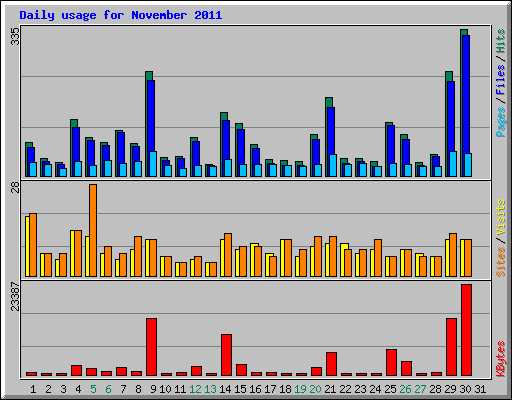 Daily usage for November 2011
335
Pages / Files / Hits
28
Sites / Visits
23387
KBytes
1 2 3 4 5 6 7 8 9 10 11 12 13 14 15 16 17 18 19 20 21 22 23 24 25 26 27 28 29 30 31